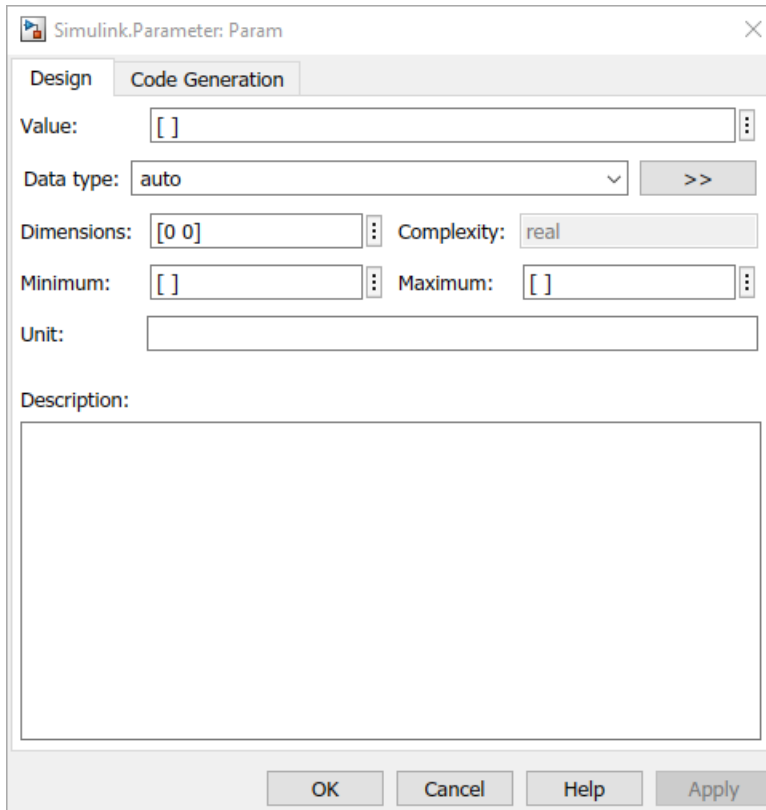 Simulink.Parameter: Param
Design Code Generation
Value: [ ]
Data type: auto >>
Dimensions: [0 0] Complexity: real
Minimum: [ ] Maximum: [ ]
Unit:
Description:
OK Cancel Help Apply